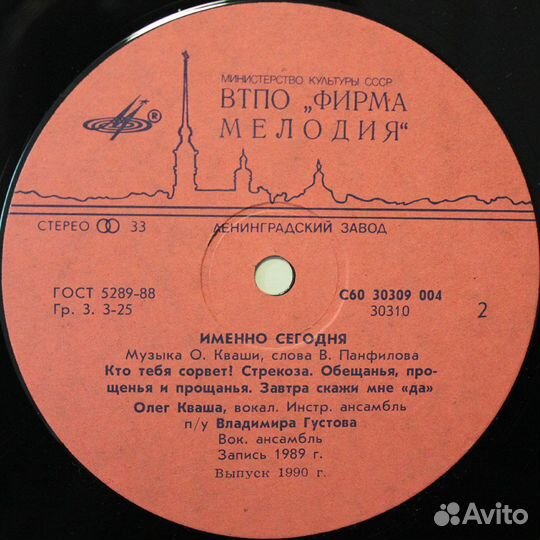 МИНИСТЕРСТВО КУЛЬТУРЫ СССР
ВТПО „ФИРМА
МЕЛОДИЯ“
®
СТЕРЕО 33
ЛЕНИНГРАДСКИЙ ЗАВОД
ГОСТ 5289-88
Гр. 3. 3-25
С60 30309 004
30310
2
ИМЕННО СЕГОДНЯ
Музыка О. Кваши, слова В. Панфилова
Кто тебя сорвет! Стрекоза. Обещанья, про-
щенья и прощанья. Завтра скажи мне «да»
Олег Кваша, вокал. Инстр. ансамбль
п/у Владимира Густова
Вок. ансамбль
Запись 1989 г.
Выпуск 1990 г.
Avito